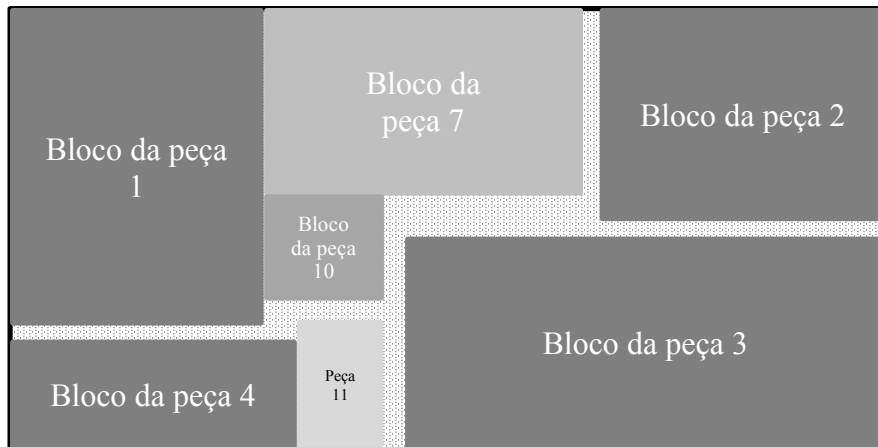 Bloco da peça
1
Bloco da
peça 7
Bloco da peça 2
Bloco
da peça
10
Bloco da peça 3
Bloco da peça 4
Peça
11